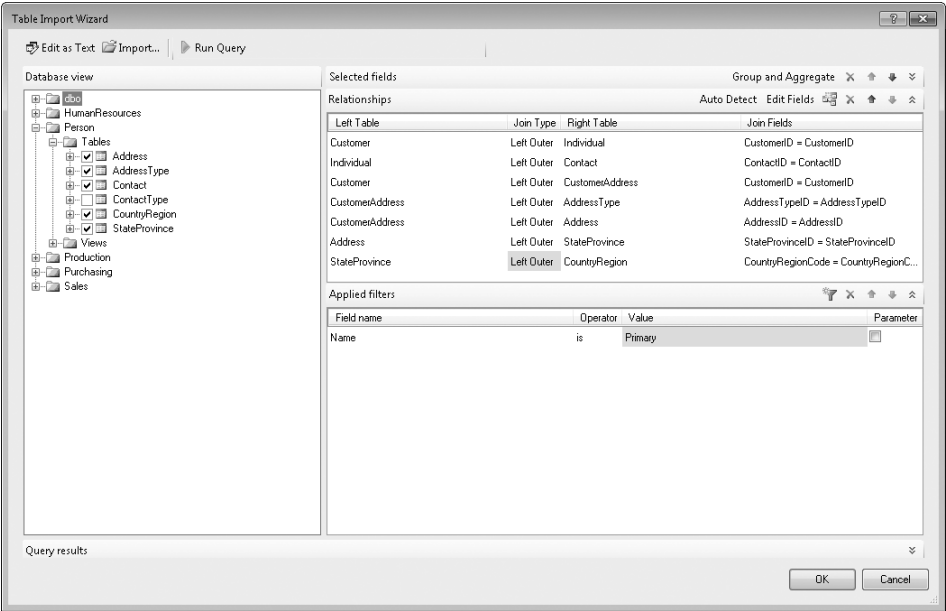 Table Import Wizard
Edit as Text Import... Run Query
Database view
dbo
HumanResources
Person
Tables
Address
AddressType
Contact
ContactType
CountryRegion
StateProvince
Views
Production
Purchasing
Sales
Selected fields Group and Aggregate
Relationships Auto Detect Edit Fields
Left Table Join Type Right Table Join Fields
Customer Left Outer Individual CustomerID = CustomerID
Individual Left Outer Contact ContactID = ContactID
Customer Left Outer CustomerAddress CustomerID = CustomerID
CustomerAddress Left Outer AddressType AddressTypeID = AddressTypeID
CustomerAddress Left Outer Address AddressID = AddressID
Address Left Outer StateProvince StateProvinceID = StateProvinceID
StateProvince Left Outer CountryRegion CountryRegionCode = CountryRegionC...
Applied filters
Field name Operator Value Parameter
Name is Primary
Query results
OK Cancel